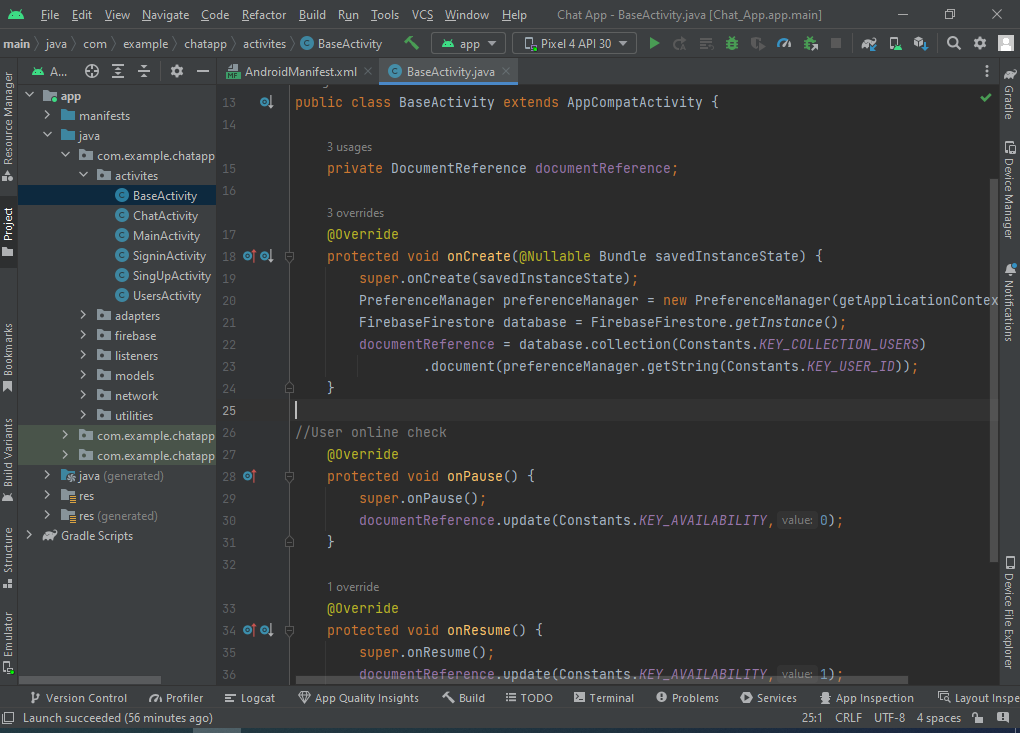 File Edit View Navigate Code Refactor Build Run Tools VCS Window Help Chat App - BaseActivity.java [Chat_App.app.main]
main java com example chatapp activites BaseActivity app Pixel 4 API 30
A... AndroidManifest.xml BaseActivity.java
Resource Manager
Project
Bookmarks
Build Variants
Structure
Emulator
app
manifests
java
com.example.chatapp
activites
BaseActivity
ChatActivity
MainActivity
SigninActivity
SingUpActivity
UsersActivity
adapters
firebase
listeners
models
network
utilities
com.example.chatapp
com.example.chatapp
java (generated)
res
res (generated)
Gradle Scripts
13 public class BaseActivity extends AppCompatActivity {
14
3 usages
15 private DocumentReference documentReference;
16
3 overrides
17 @Override
18 protected void onCreate(@Nullable Bundle savedInstanceState) {
19 super.onCreate(savedInstanceState);
20 PreferenceManager preferenceManager = new PreferenceManager(getApplicationContex
21 FirebaseFirestore database = FirebaseFirestore.getInstance();
22 documentReference = database.collection(Constants.KEY_COLLECTION_USERS)
23 .document(preferenceManager.getString(Constants.KEY_USER_ID));
24 }
25
26 //User online check
27 @Override
28 protected void onPause() {
29 super.onPause();
30 documentReference.update(Constants.KEY_AVAILABILITY, value: 0);
31 }
32
1 override
33 @Override
34 protected void onResume() {
35 super.onResume();
36 documentReference.update(Constants.KEY_AVAILABILITY, value: 1);
Gradle
Device Manager
Notifications
Device File Explorer
Version Control Profiler Logcat App Quality Insights Build TODO Terminal Problems Services App Inspection Layout Inspe
Launch succeeded (56 minutes ago) 25:1 CRLF UTF-8 4 spaces